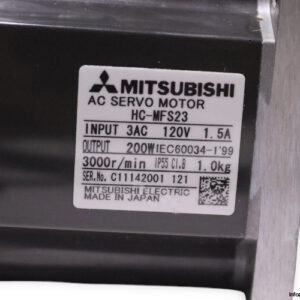 MITSUBISHI
AC SERVO MOTOR
HC-MFS23
INPUT 3AC 120V 1.5A
OUTPUT 200W IEC60034-1'99
3000r/min IP55 Cl.B 1.0kg
SER.No. C11142001 121
MITSUBISHI ELECTRIC
MADE IN JAPAN